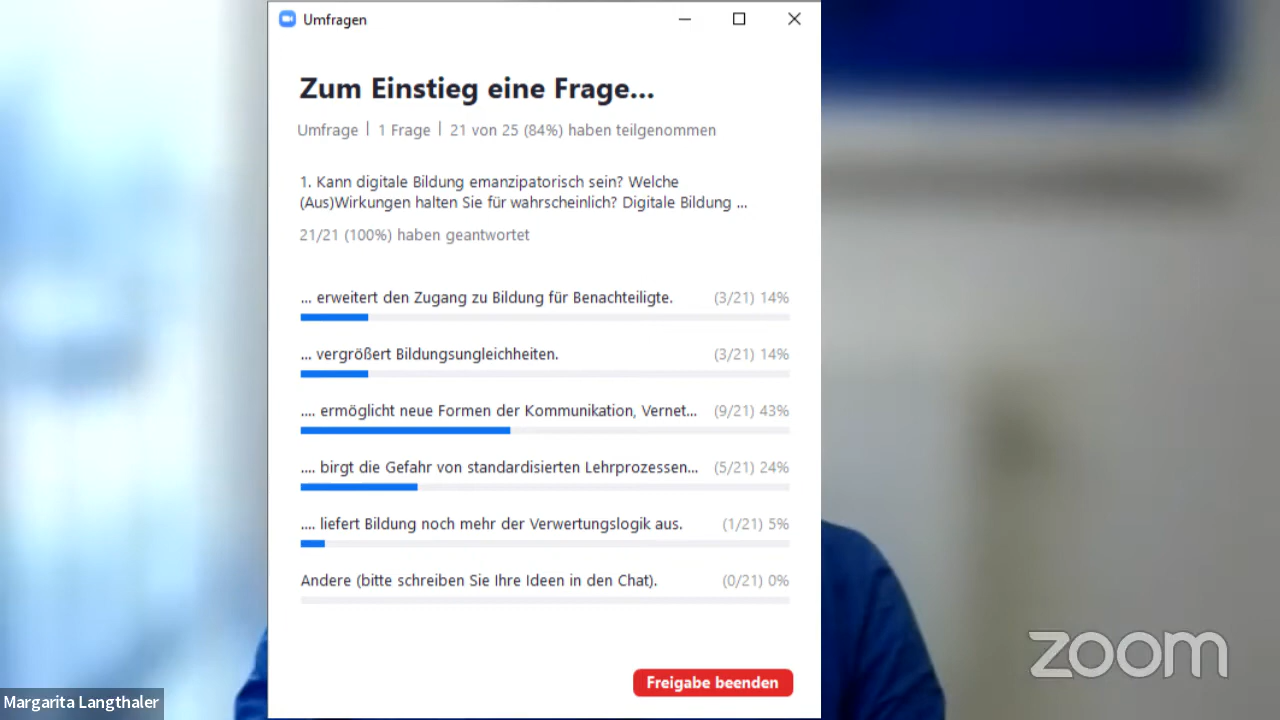 Umfragen
Zum Einstieg eine Frage...
Umfrage | 1 Frage | 21 von 25 (84%) haben teilgenommen
1. Kann digitale Bildung emanzipatorisch sein? Welche
(Aus)Wirkungen halten Sie für wahrscheinlich? Digitale Bildung ...
21/21 (100%) haben geantwortet
... erweitert den Zugang zu Bildung für Benachteiligte. (3/21) 14%
... vergrößert Bildungsungleichheiten. (3/21) 14%
.... ermöglicht neue Formen der Kommunikation, Vernet... (9/21) 43%
.... birgt die Gefahr von standardisierten Lehrprozessen... (5/21) 24%
.... liefert Bildung noch mehr der Verwertungslogik aus. (1/21) 5%
Andere (bitte schreiben Sie Ihre Ideen in den Chat). (0/21) 0%
Freigabe beenden
zoom
Margarita Langthaler